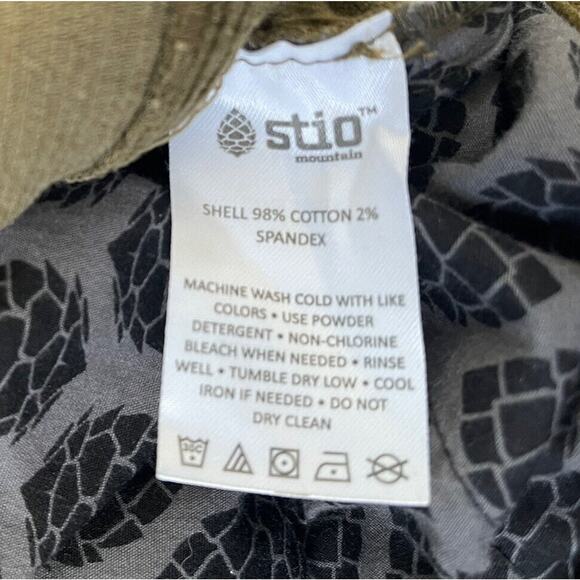 stio™
mountain
SHELL 98% COTTON 2%
SPANDEX
MACHINE WASH COLD WITH LIKE
COLORS • USE POWDER
DETERGENT • NON-CHLORINE
BLEACH WHEN NEEDED • RINSE
WELL • TUMBLE DRY LOW • COOL
IRON IF NEEDED • DO NOT
DRY CLEAN